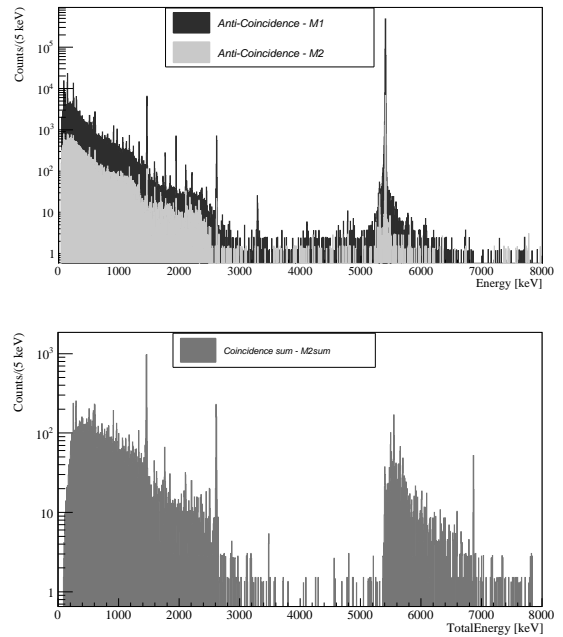 Counts/(5 keV)
Anti-Coincidence - M1
Anti-Coincidence - M2
10⁵
10⁴
10³
10²
10
1
0 1000 2000 3000 4000 5000 6000 7000 8000
Energy [keV]
Counts/(5 keV)
Coincidence sum - M2sum
10³
10²
10
1
0 1000 2000 3000 4000 5000 6000 7000 8000
TotalEnergy [keV]